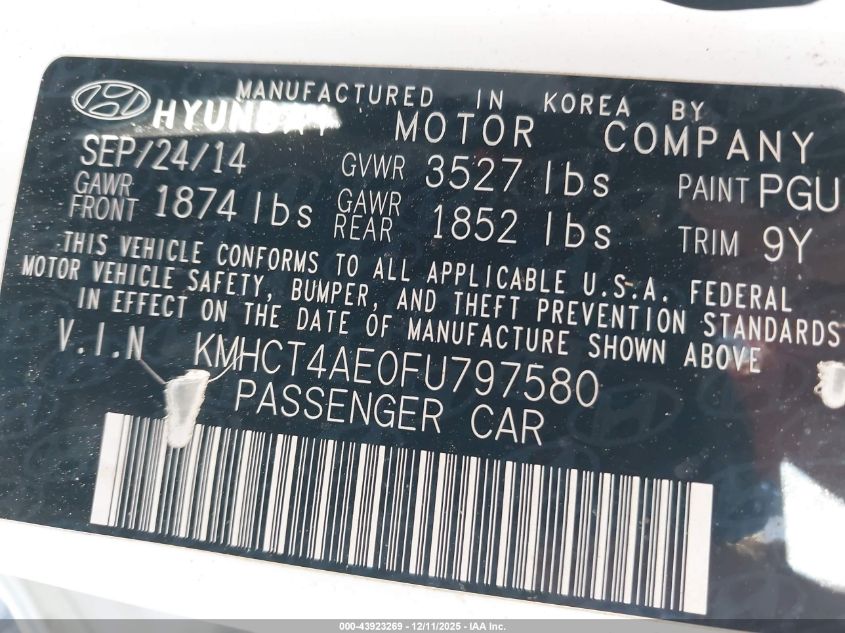 MANUFACTURED IN KOREA BY
HYUNDAI MOTOR COMPANY
SEP/24/14 GVWR 3527 lbs PAINT PGU
GAWR FRONT 1874 lbs GAWR REAR 1852 lbs TRIM 9Y
THIS VEHICLE CONFORMS TO ALL APPLICABLE U.S.A. FEDERAL
MOTOR VEHICLE SAFETY, BUMPER, AND THEFT PREVENTION STANDARDS
IN EFFECT ON THE DATE OF MANUFACTURE SHOWN ABOVE
V.I.N KMHCT4AE0FU797580
PASSENGER CAR
000-43923269 - 12/11/2025 - IAA Inc.